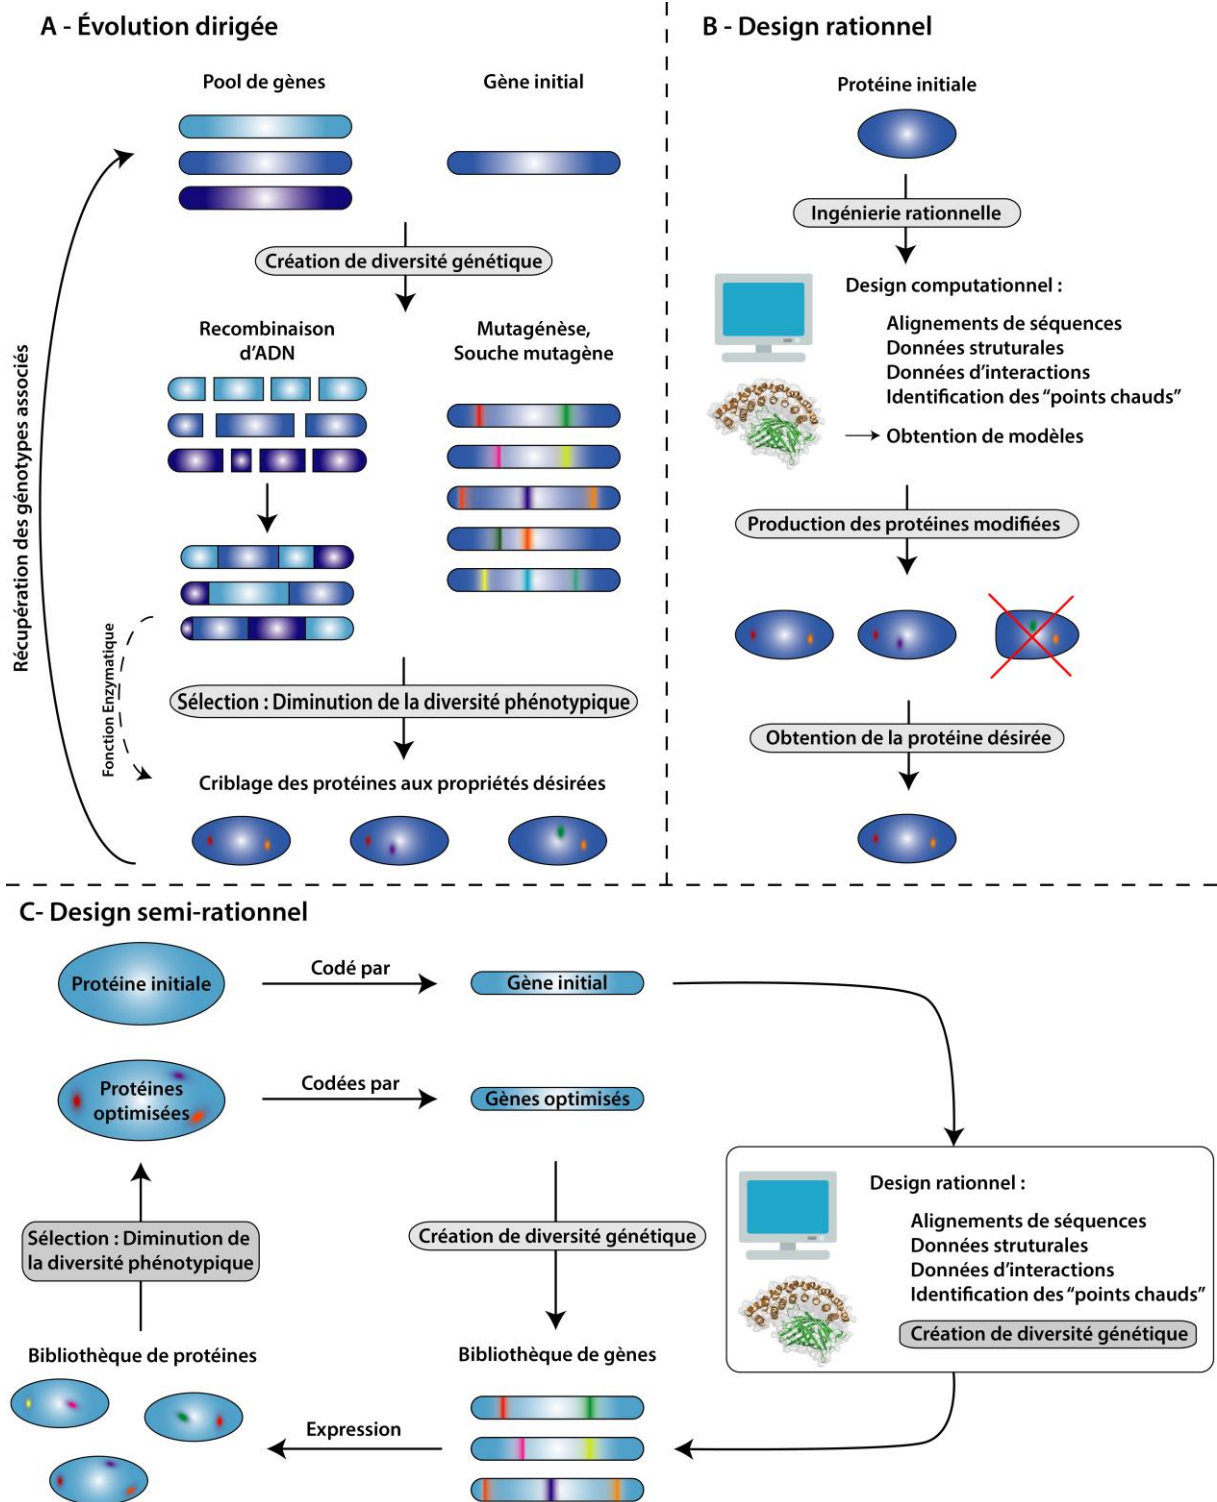 A - Évolution dirigée
Pool de gènes
Gène initial
Création de diversité génétique
Recombinaison
d'ADN
Mutagénèse,
Souche mutagène
Récupération des génotypes associés
Fonction Enzymatique
Sélection : Diminution de la diversité phénotypique
Criblage des protéines aux propriétés désirées
B - Design rationnel
Protéine initiale
Ingénierie rationnelle
Design computationnel :
Alignements de séquences
Données struturales
Données d'interactions
Identification des “points chauds”
Obtention de modèles
Production des protéines modifiées
Obtention de la protéine désirée
C- Design semi-rationnel
Protéine initiale
Codé par
Gène initial
Protéines
optimisées
Codées par
Gènes optimisés
Design rationnel :
Alignements de séquences
Données struturales
Données d'interactions
Identification des “points chauds”
Création de diversité génétique
Sélection : Diminution de
la diversité phénotypique
Création de diversité génétique
Bibliothèque de protéines
Bibliothèque de gènes
Expression